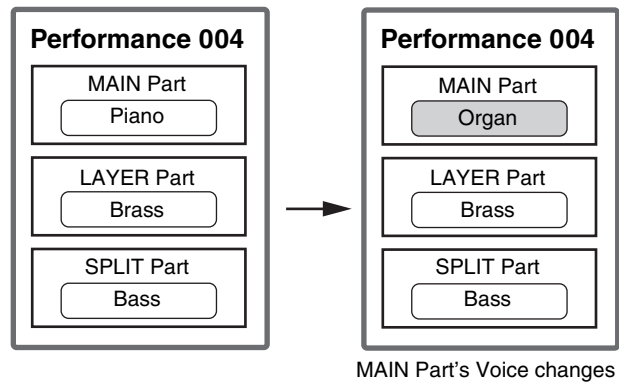 Performance 004
MAIN Part
Piano
LAYER Part
Brass
SPLIT Part
Bass
Performance 004
MAIN Part
Organ
LAYER Part
Brass
SPLIT Part
Bass
MAIN Part's Voice changes